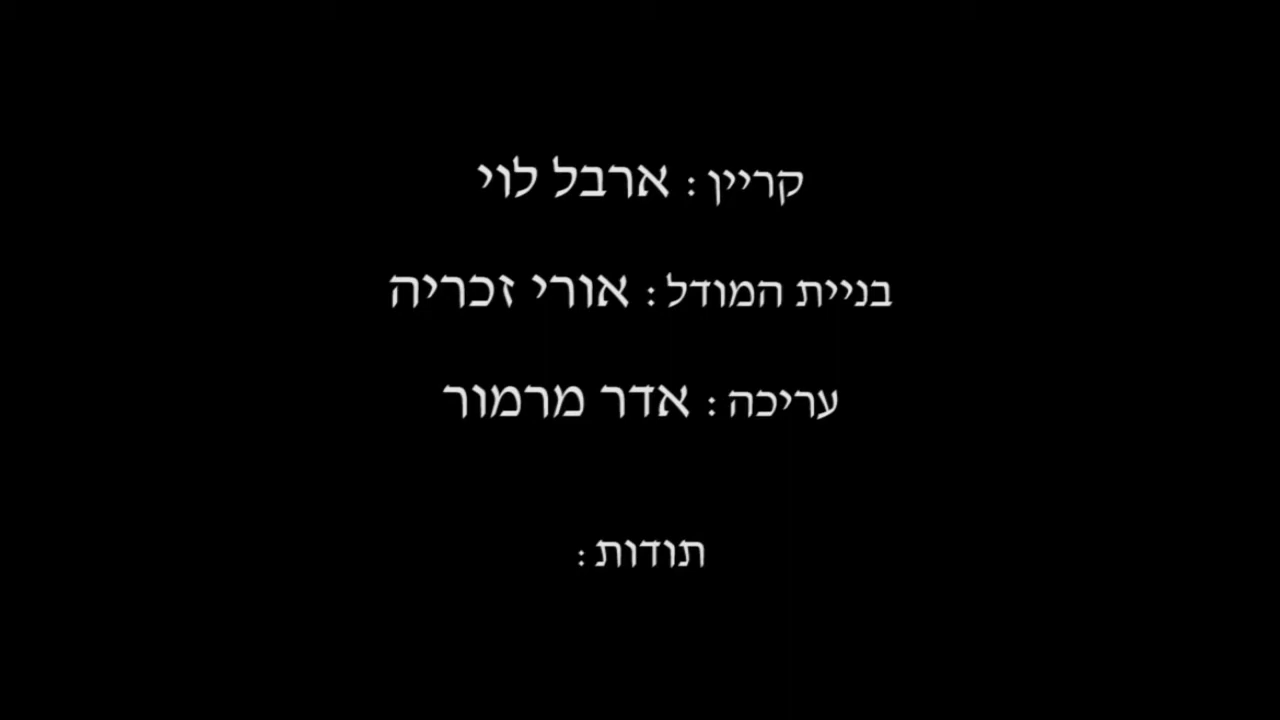 קריין : ארבל לוי
בניית המודל : אורי זכריה
עריכה : אדר מרמור
תודות :